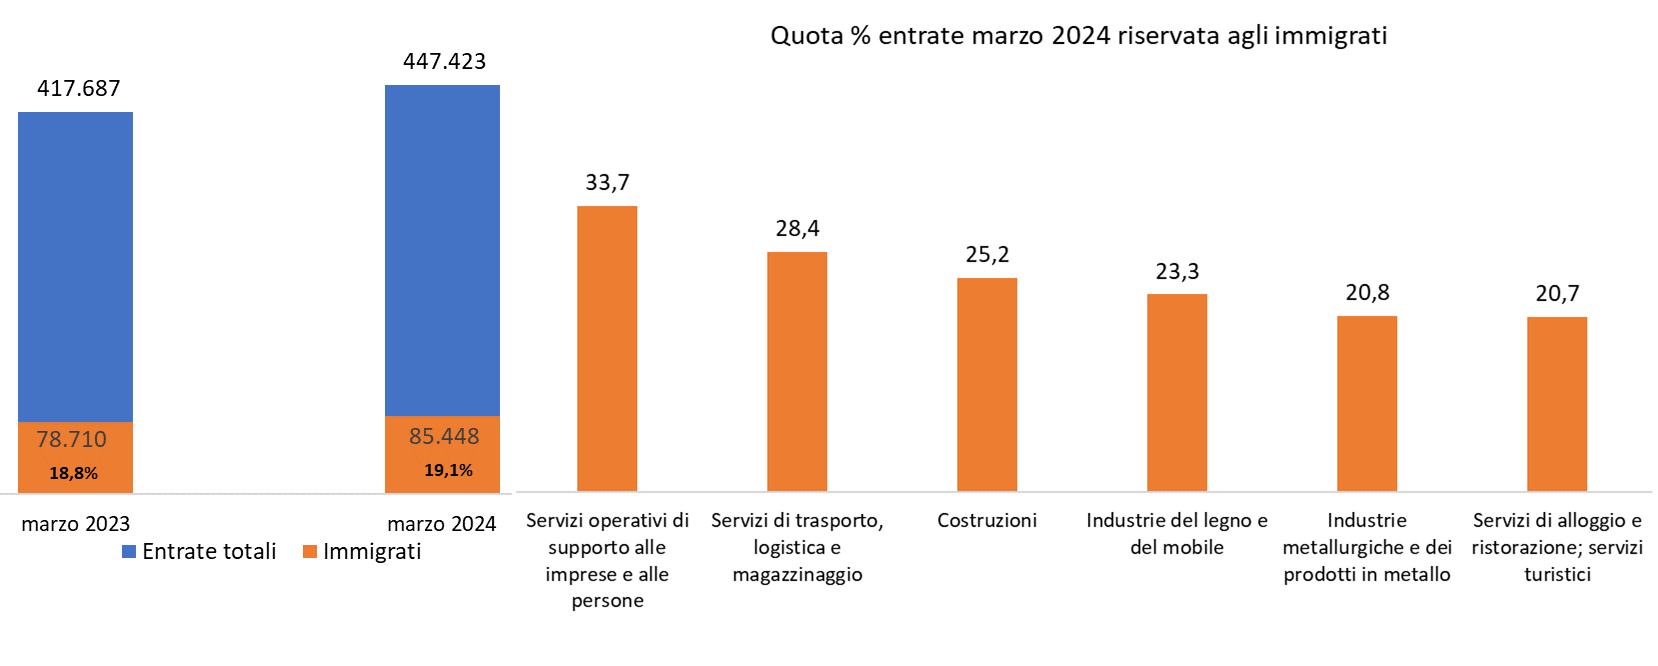 Quota % entrate marzo 2024 riservata agli immigrati
417.687
447.423
78.710
18,8%
85.448
19,1%
marzo 2023
marzo 2024
Entrate totali
Immigrati
33,7
28,4
25,2
23,3
20,8
20,7
Servizi operativi di
supporto alle
imprese e alle
persone
Servizi di trasporto,
logistica e
magazzinaggio
Costruzioni
Industrie del legno e
del mobile
Industrie
metallurgiche e dei
prodotti in metallo
Servizi di alloggio e
ristorazione; servizi
turistici